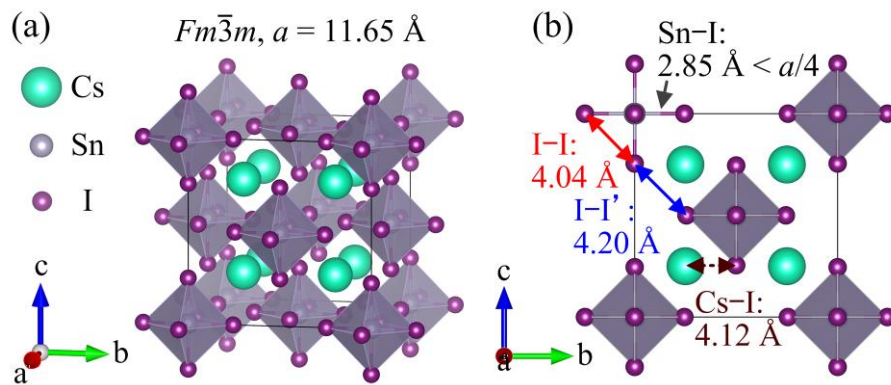 (a)
Fm3̅m, a = 11.65 Å
Cs
Sn
I
c
b
a
(b)
Sn−I:
2.85 Å < a/4
I−I:
4.04 Å
I−I’:
4.20 Å
Cs−I:
4.12 Å
c
a
b